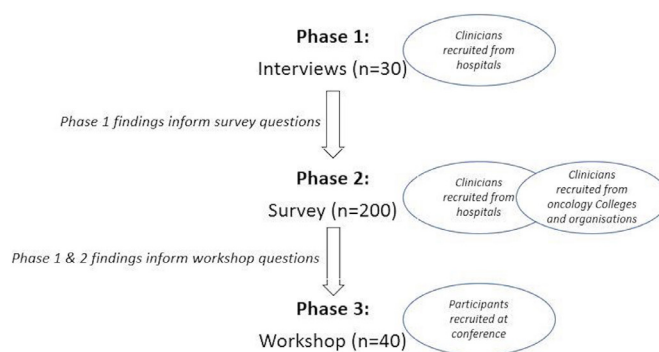 Phase 1:
Interviews (n=30)
Clinicians
recruited from
hospitals
Phase 1 findings inform survey questions
Phase 2:
Survey (n=200)
Clinicians
recruited from
hospitals
Clinicians
recruited from
oncology Colleges
and organisations
Phase 1 & 2 findings inform workshop questions
Phase 3:
Workshop (n=40)
Participants
recruited at
conference